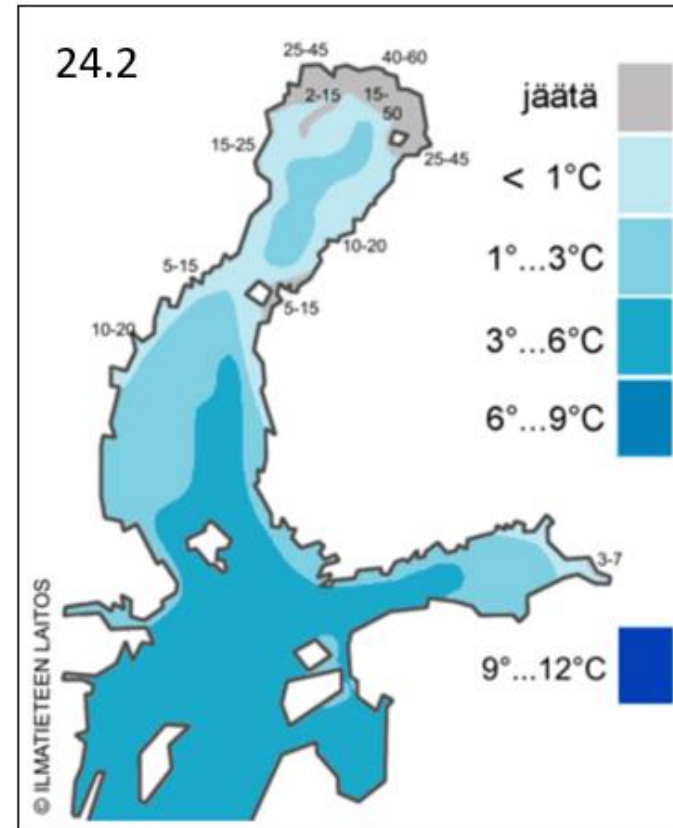 24.2
25-45
40-60
2-15
15-
50
15-25
25-45
10-20
5-15
5-15
10-20
3-7
jäätä
< 1°C
1°...3°C
3°...6°C
6°...9°C
9°...12°C
© ILMATIETEEN LAITOS